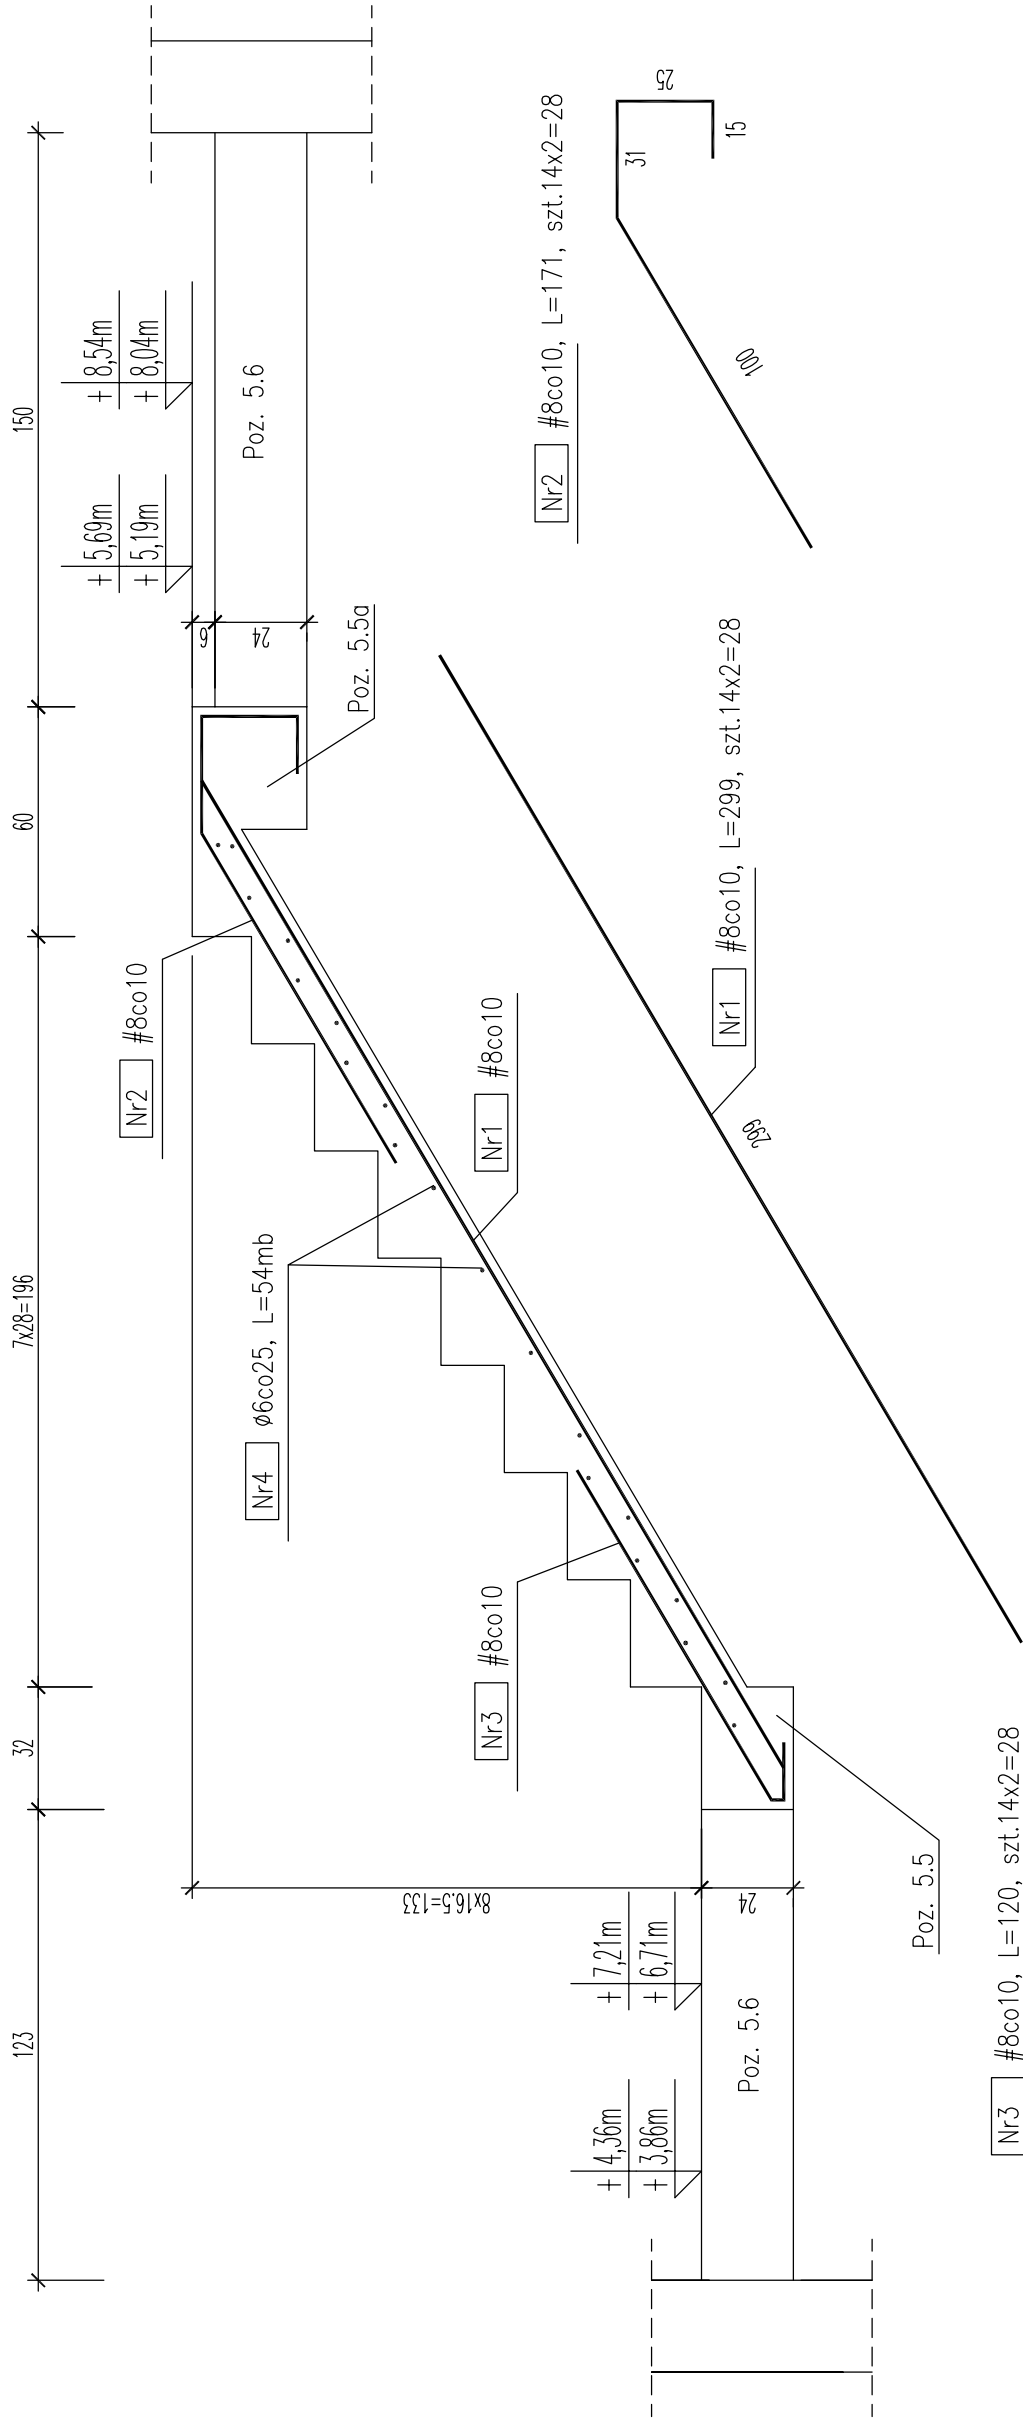 123
32
7x28=196
60
150
Nr2 #8co10
+ 5,69m
+ 5,19m
+ 8,54m
+ 8,04m
6
24
Poz. 5.6
Poz. 5.5a
Nr4 ø6co25, L=54mb
8x16.5=133
Nr3 #8co10
Nr1 #8co10
Nr2 #8co10, L=171, szt.14x2=28
31
25
15
100
+ 4,36m
+ 3,86m
+ 7,21m
+ 6,71m
24
Poz. 5.6
Poz. 5.5
Nr1 #8co10, L=299, szt.14x2=28
299
Nr3 #8co10, L=120, szt.14x2=28